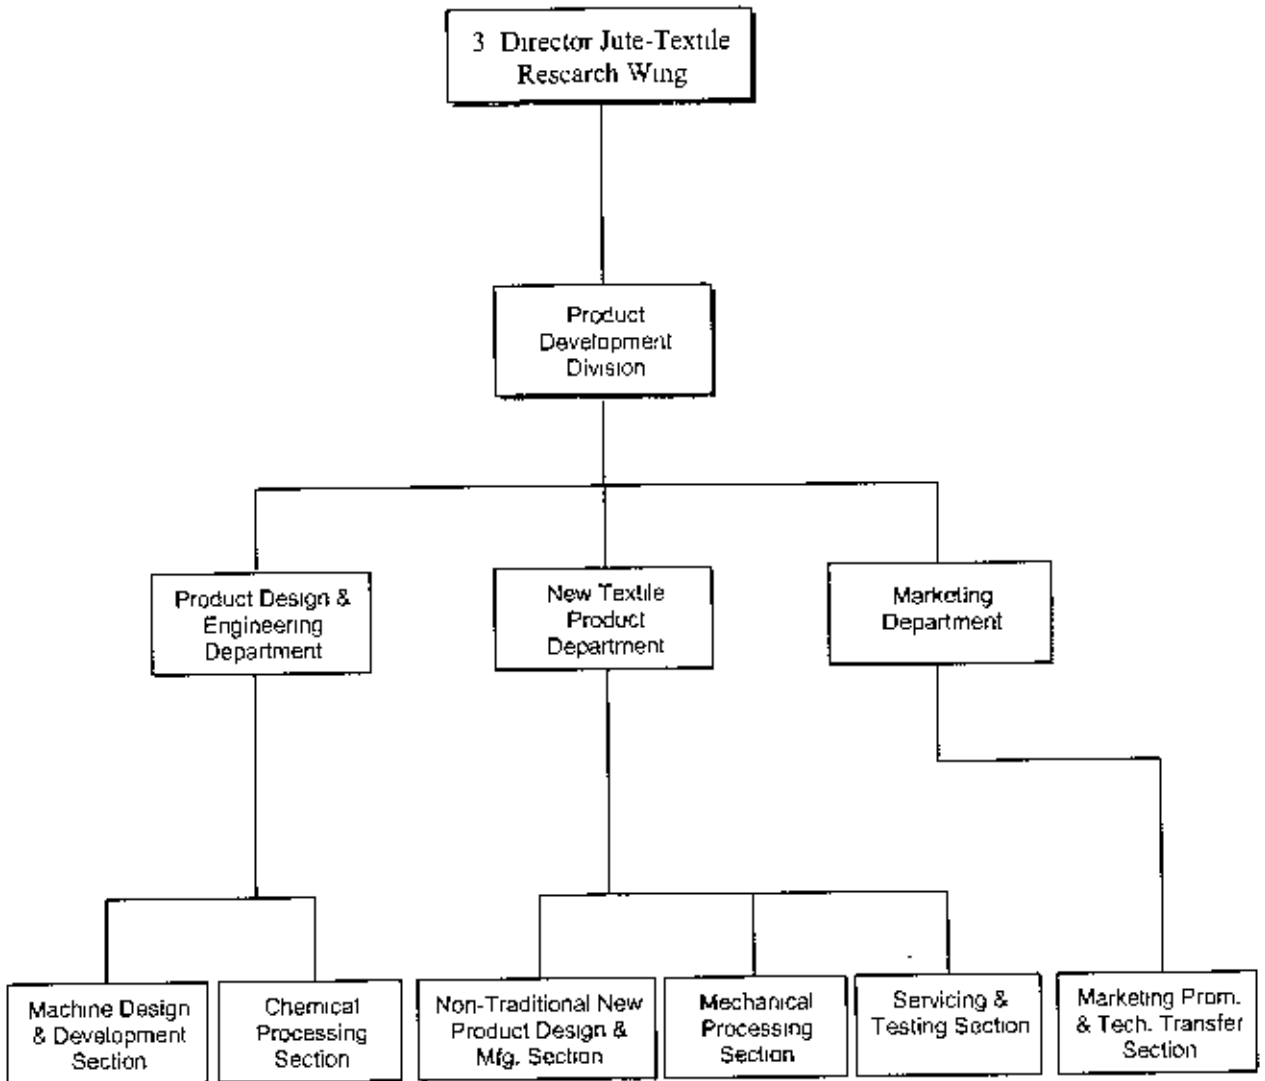 3 Director Jute-Textile
Research Wing
Product
Development
Division
Product Design &
Engineering
Department
New Textile
Product
Department
Marketing
Department
Machine Design
& Development
Section
Chemical
Processing
Section
Non-Traditional New
Product Design &
Mfg. Section
Mechanical
Processing
Section
Servicing &
Testing Section
Marketing Prom.
& Tech. Transfer
Section